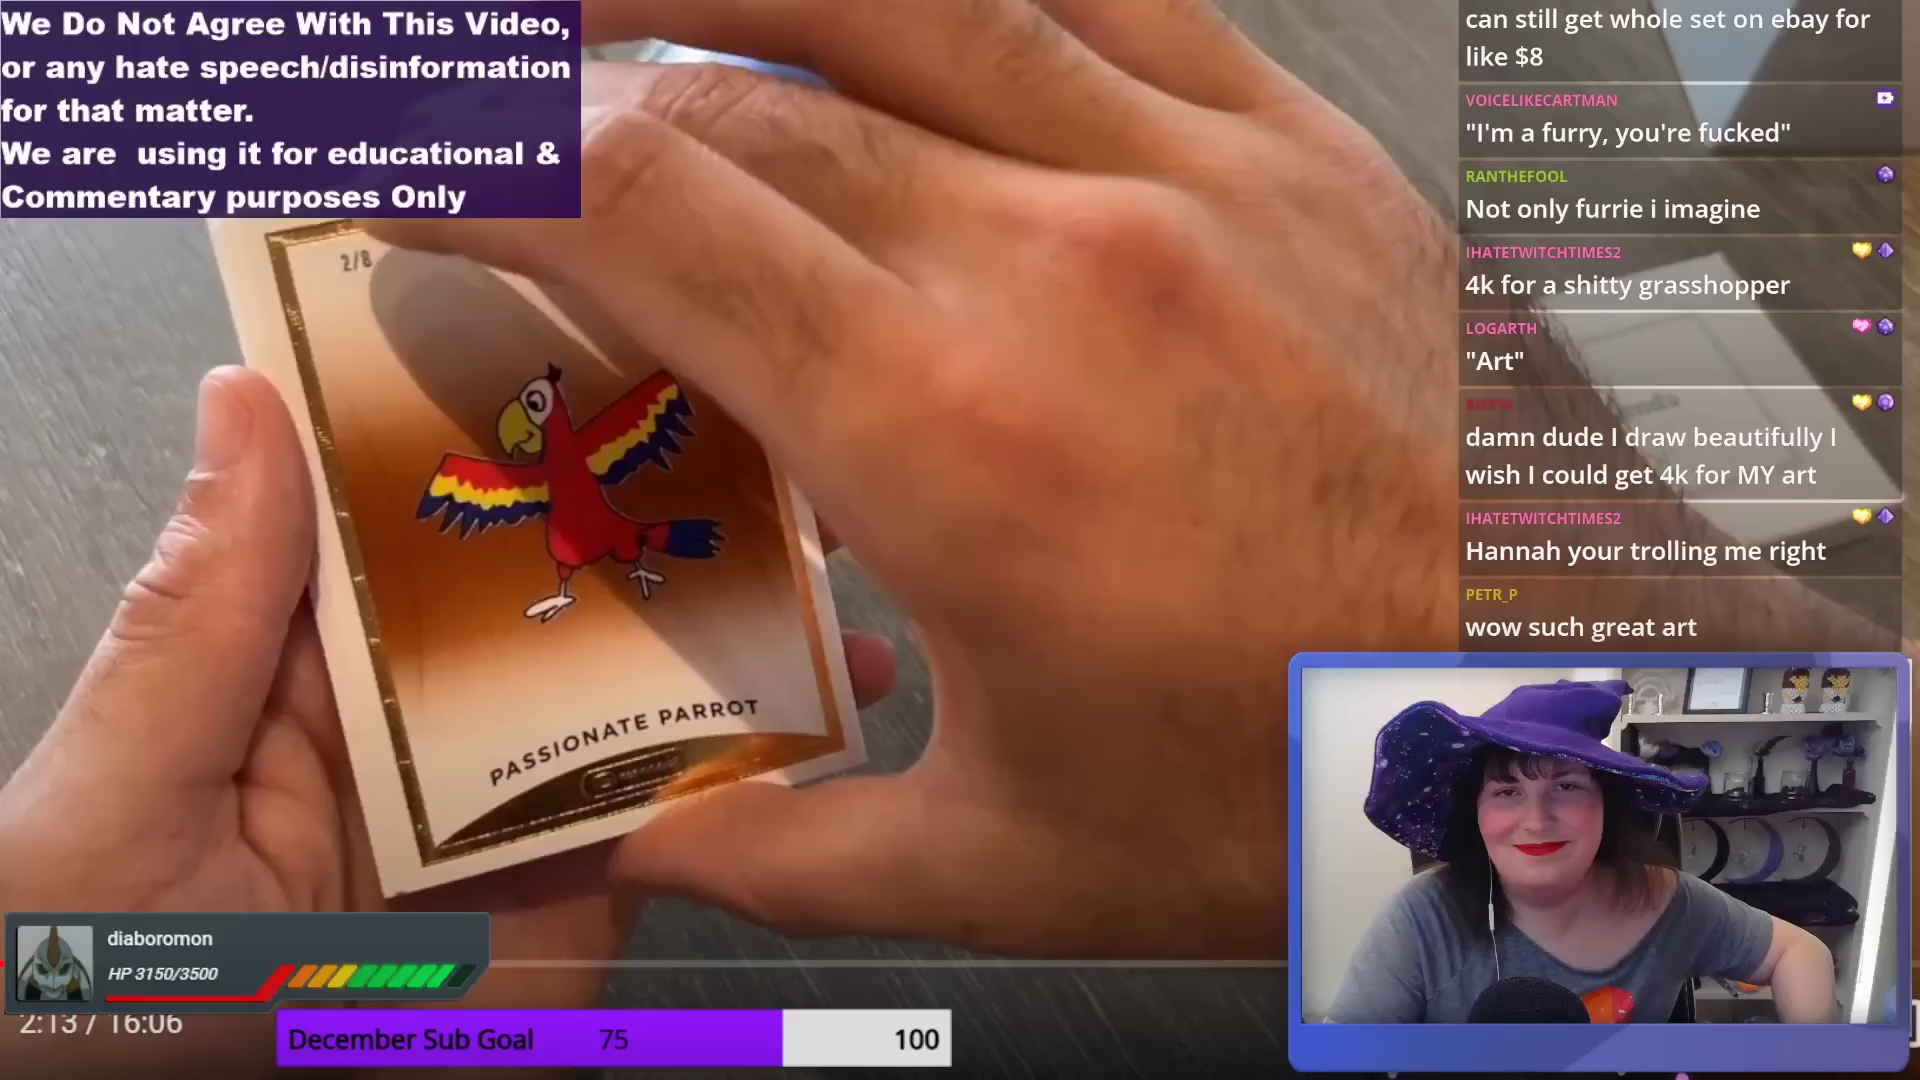 We Do Not Agree With This Video,
or any hate speech/disinformation
for that matter.
We are using it for educational &
Commentary purposes Only
2/8
PASSIONATE PARROT
diaboromon
HP 3150/3500
2:13 / 16:06
December Sub Goal 75 100
can still get whole set on ebay for
like $8
VOICELIKECARTMAN
"I'm a furry, you're fucked"
RANTHEFOOL
Not only furrie i imagine
IHATETWITCHTIMES2
4k for a shitty grasshopper
LOGARTH
"Art"
damn dude I draw beautifully I
wish I could get 4k for MY art
IHATETWITCHTIMES2
Hannah your trolling me right
PETR_P
wow such great art